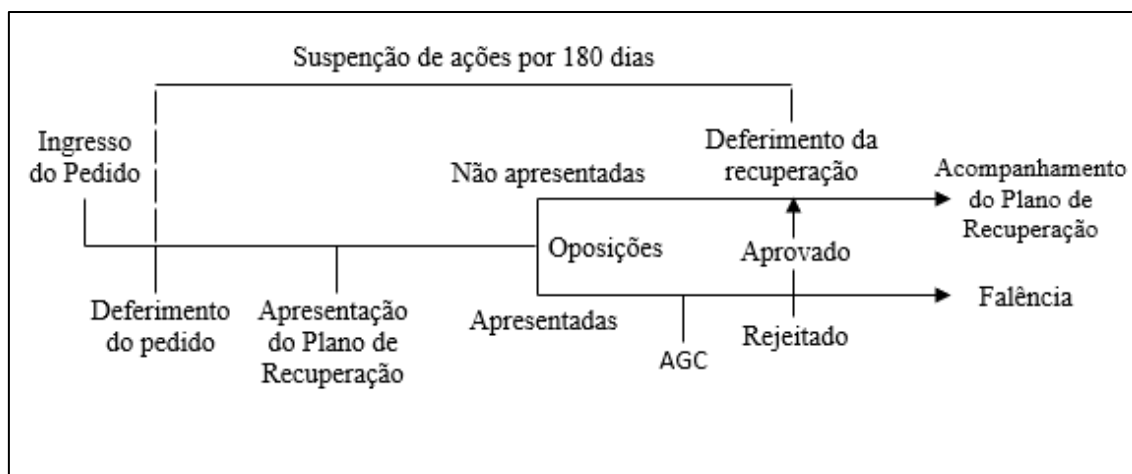 Suspenção de ações por 180 dias
Ingresso
do Pedido
Não apresentadas
Deferimento da
recuperação
Acompanhamento
do Plano de
Recuperação
Oposições
Aprovado
Deferimento
do pedido
Apresentação
do Plano de
Recuperação
Apresentadas
AGC
Rejeitado
Falência